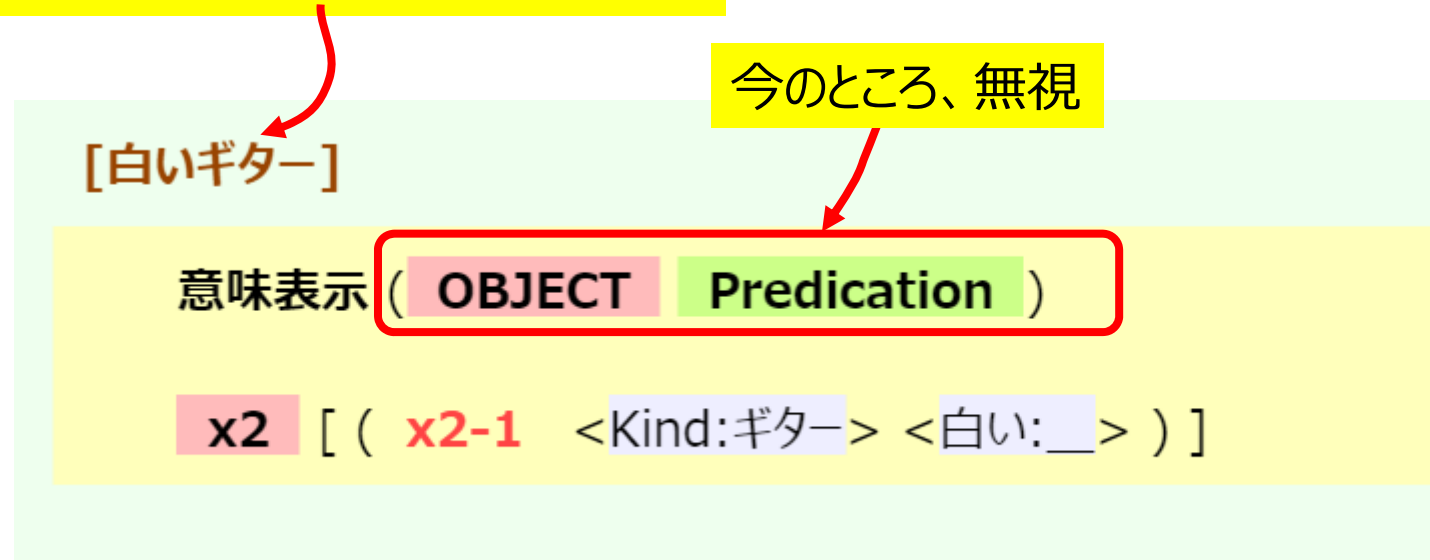 今のところ、無視
[白いギター]
意味表示 ( OBJECT Predication )
x2 [ ( x2-1 <Kind:ギター> <白い:__> ) ]